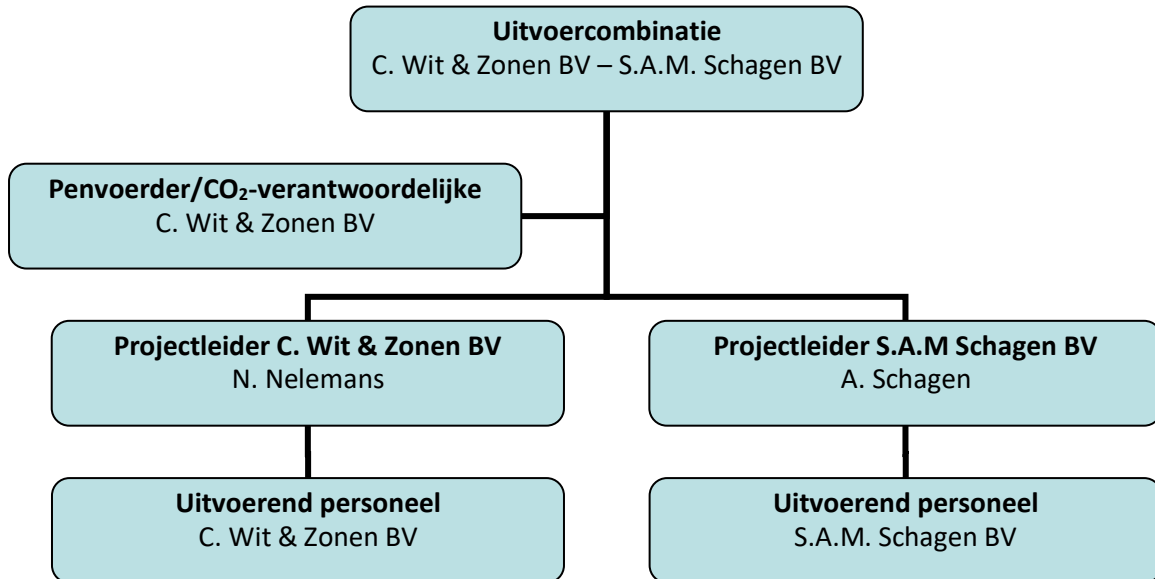 Uitvoercombinatie
C. Wit & Zonen BV – S.A.M. Schagen BV
Penvoerder/CO₂-verantwoordelijke
C. Wit & Zonen BV
Projectleider C. Wit & Zonen BV
N. Nelemans
Projectleider S.A.M Schagen BV
A. Schagen
Uitvoerend personeel
C. Wit & Zonen BV
Uitvoerend personeel
S.A.M. Schagen BV